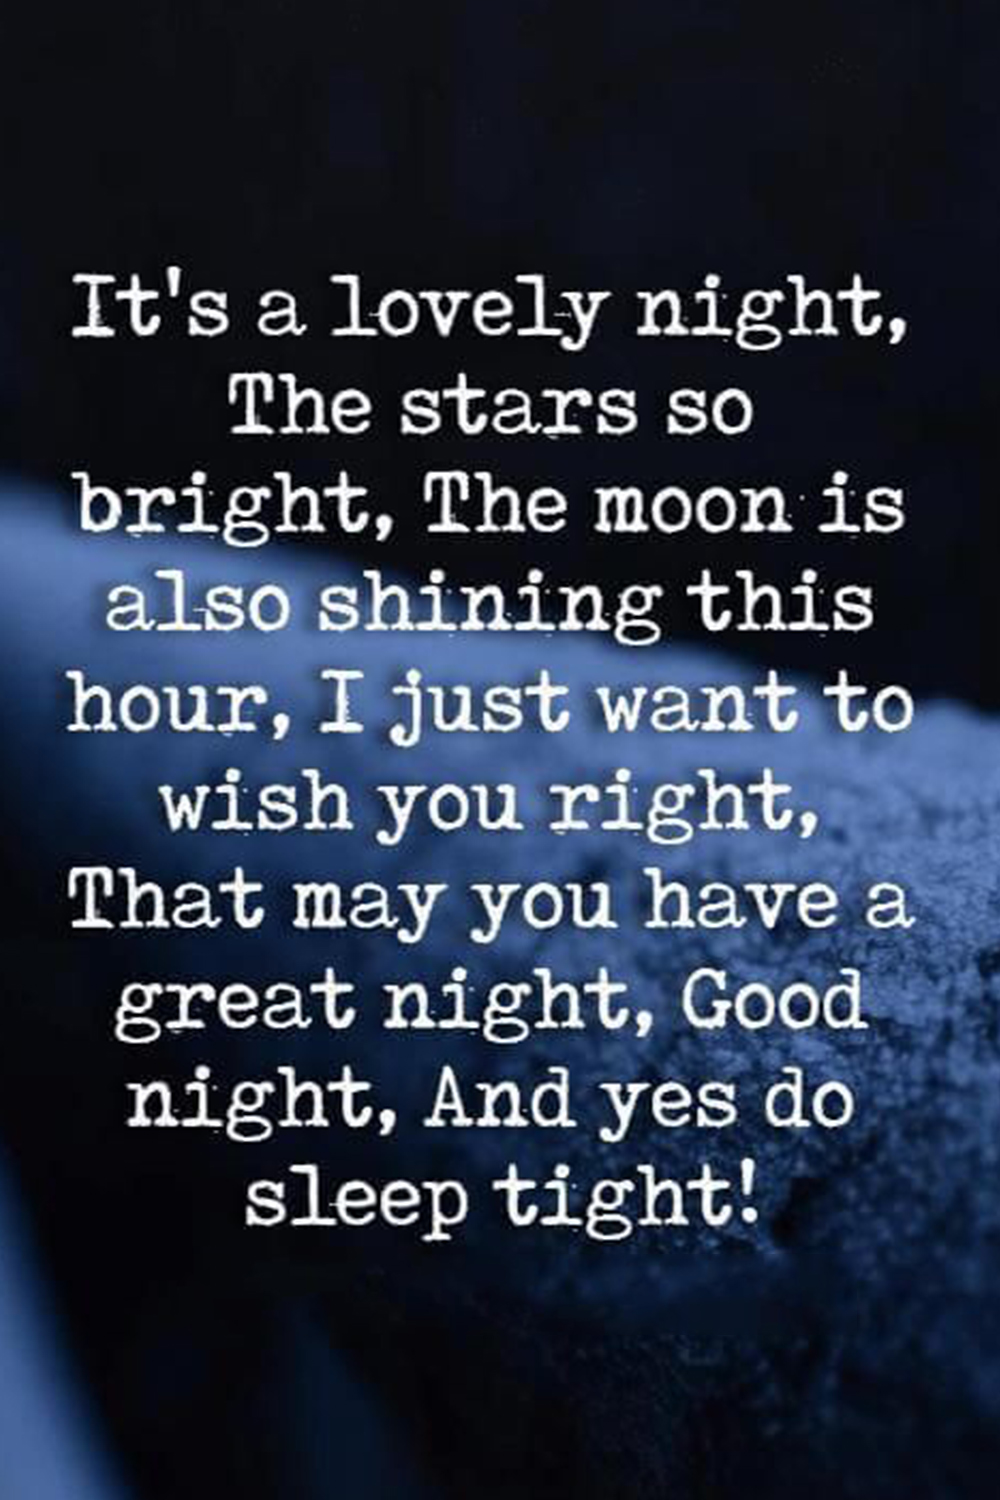 It's a lovely night,
The stars so
bright, The moon is
also shining this
hour, I just want to
wish you right,
That may you have a
great night, Good
night, And yes do
sleep tight!